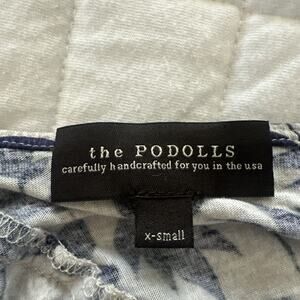 the PODOLLS
carefully handcrafted for you in the usa
x-small